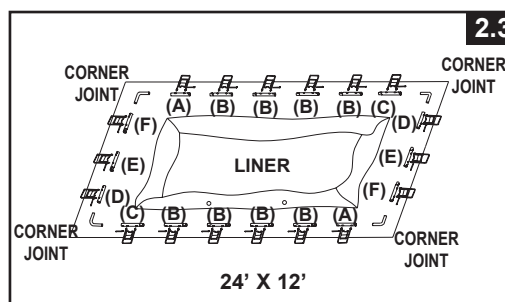 2.3
CORNER
JOINT
CORNER
JOINT
(A) (B) (B) (B) (B) (C)
(F) (D)
(E) LINER (E)
(D) (F)
(C) (B) (B) (B) (B) (A)
CORNER
JOINT
CORNER
JOINT
24' X 12'